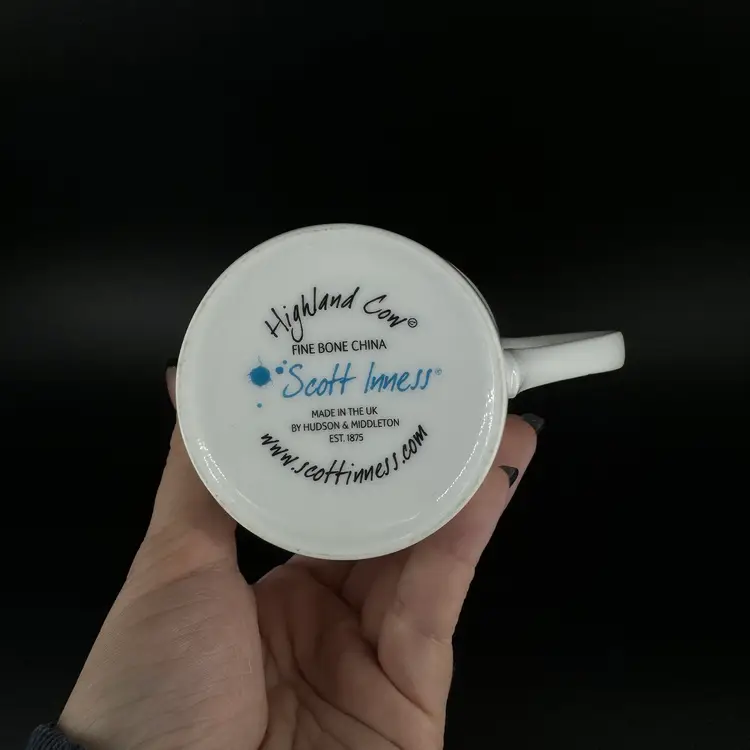 Highland Cow©
FINE BONE CHINA
Scott Inness®
MADE IN THE UK
BY HUDSON & MIDDLETON
EST. 1875
www.scottinness.com